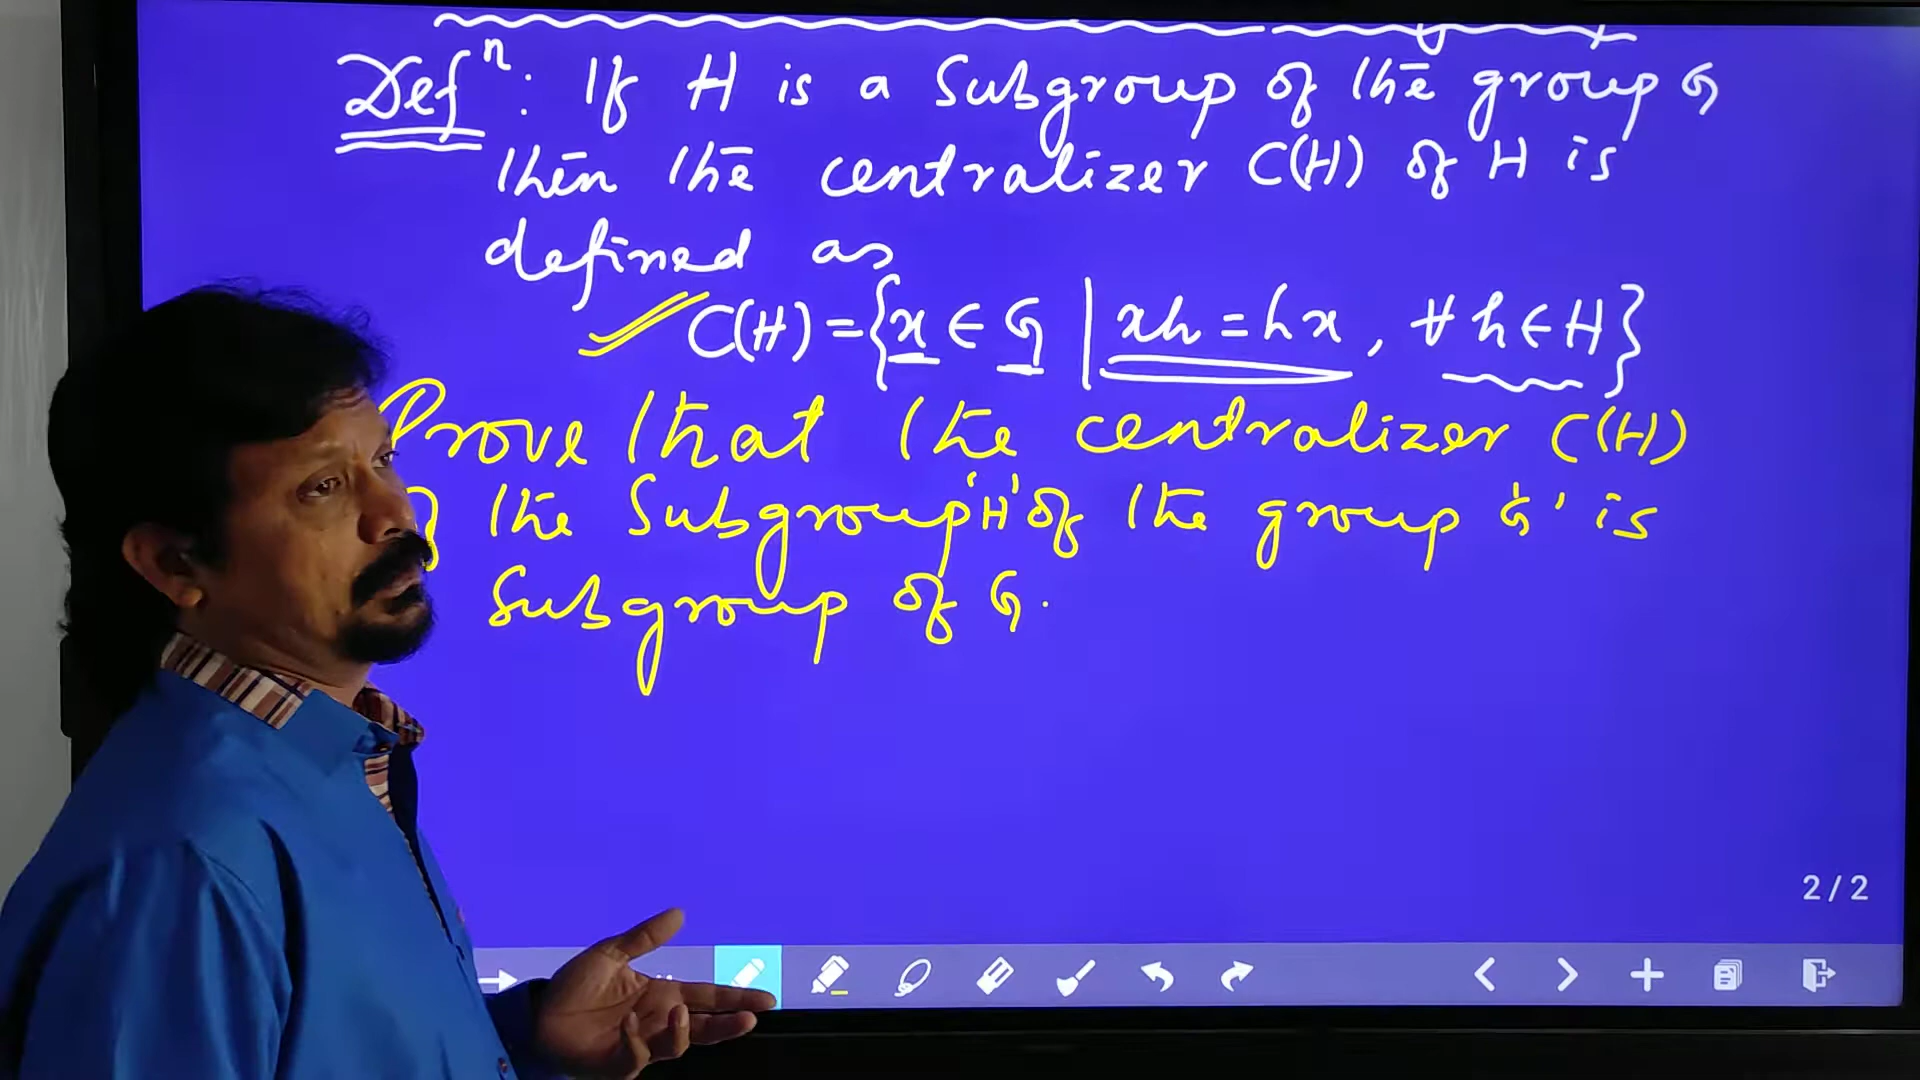 Defⁿ: If H is a Subgroup of the group G
then the centralizer C(H) of H is
defined as
C(H) = {x ∈ G | xh = hx, ∀ h ∈ H}
Prove that the centralizer C(H)
the Subgroup 'H' of the group 'G' is
Subgroup of G.
2/2